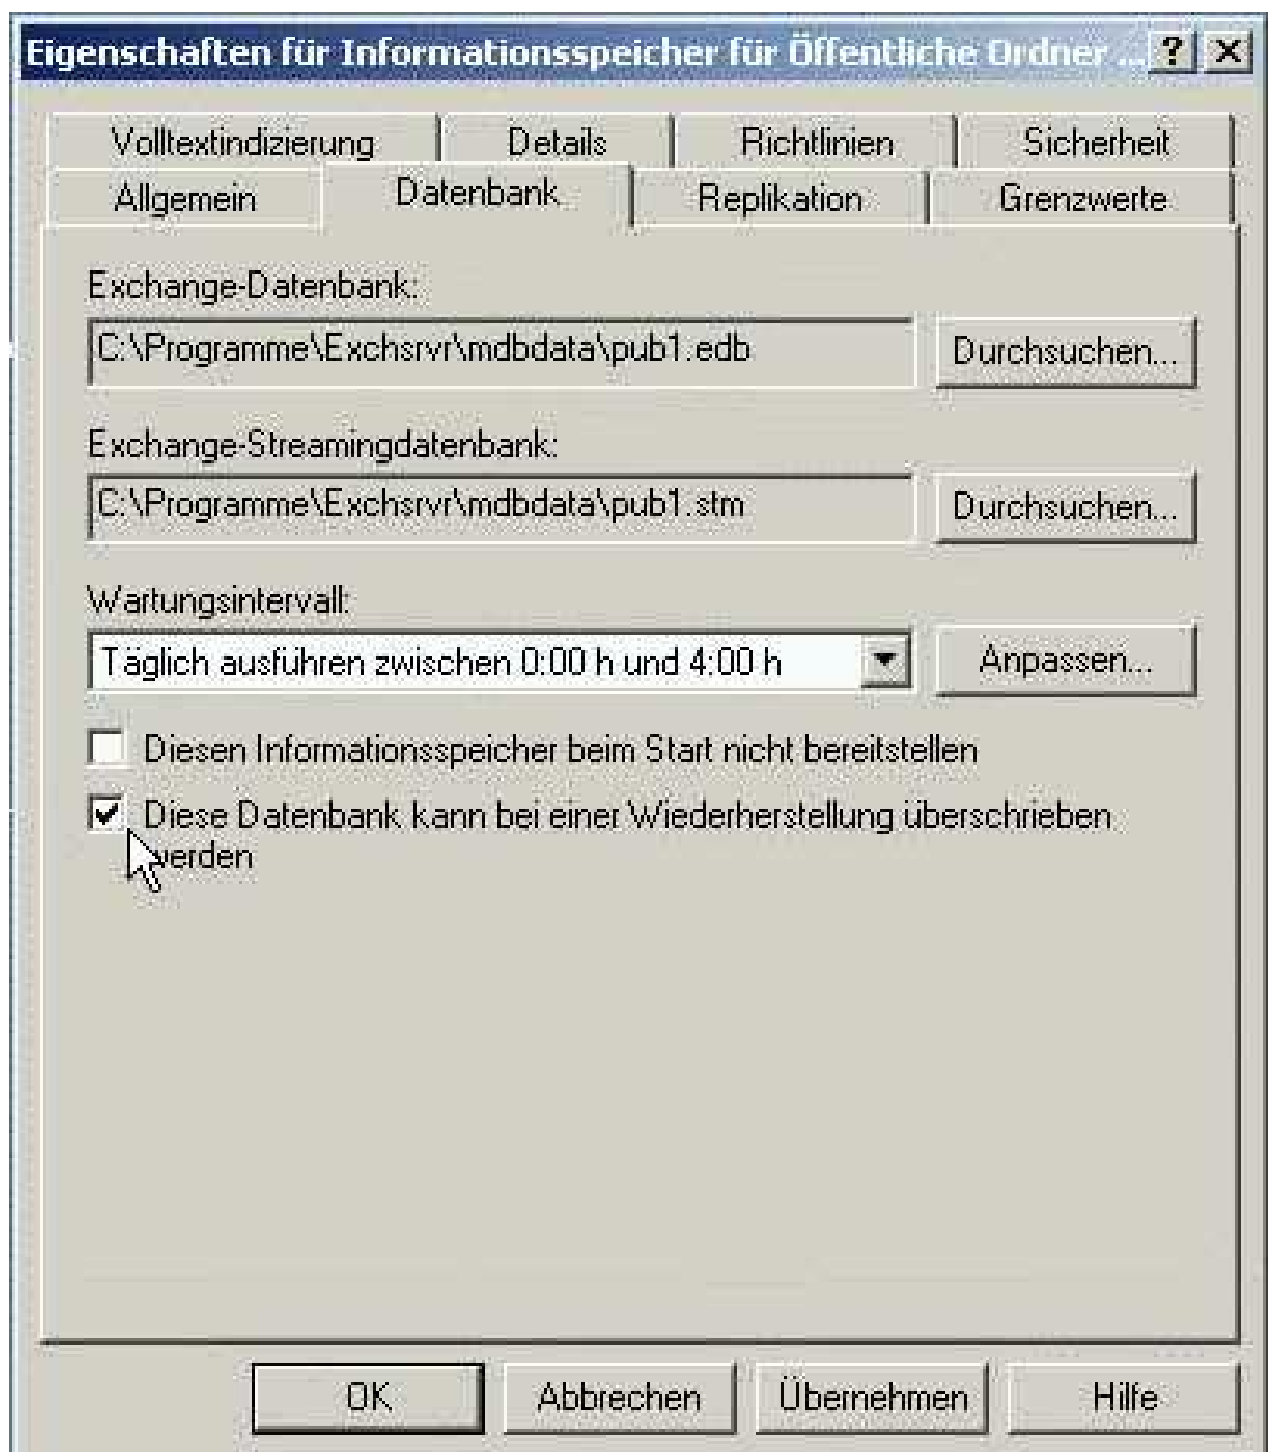 Eigenschaften für Informationsspeicher für Öffentliche Ordner ...
Volltextindizierung Details Richtlinien Sicherheit
Allgemein Datenbank Replikation Grenzwerte
Exchange-Datenbank:
C:\Programme\Exchsrvr\mdbdata\pub1.edb Durchsuchen...
Exchange-Streamingdatenbank:
C:\Programme\Exchsrvr\mdbdata\pub1.stm Durchsuchen...
Wartungsintervall:
Täglich ausführen zwischen 0:00 h und 4:00 h Anpassen...
Diesen Informationsspeicher beim Start nicht bereitstellen
Diese Datenbank kann bei einer Wiederherstellung überschrieben
werden
OK Abbrechen Übernehmen Hilfe